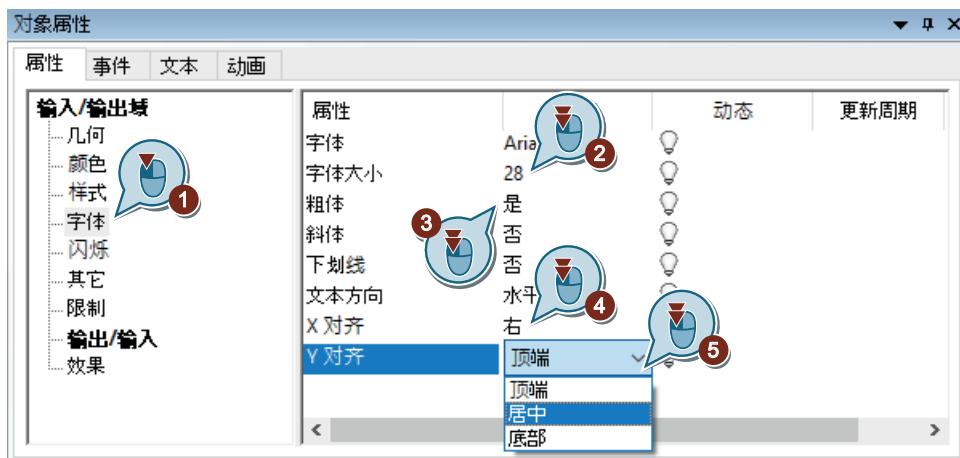 对象属性
属性 事件 文本 动画
输入/输出域
几何
颜色
样式
字体
闪烁
其它
限制
输出/输入
效果
属性 动态 更新周期
字体 Aria
字体大小 28
粗体 是
斜体 否
下划线 否
文本方向 水平
X 对齐 右
Y 对齐 顶端
顶端
居中
底部
1
2
3
4
5